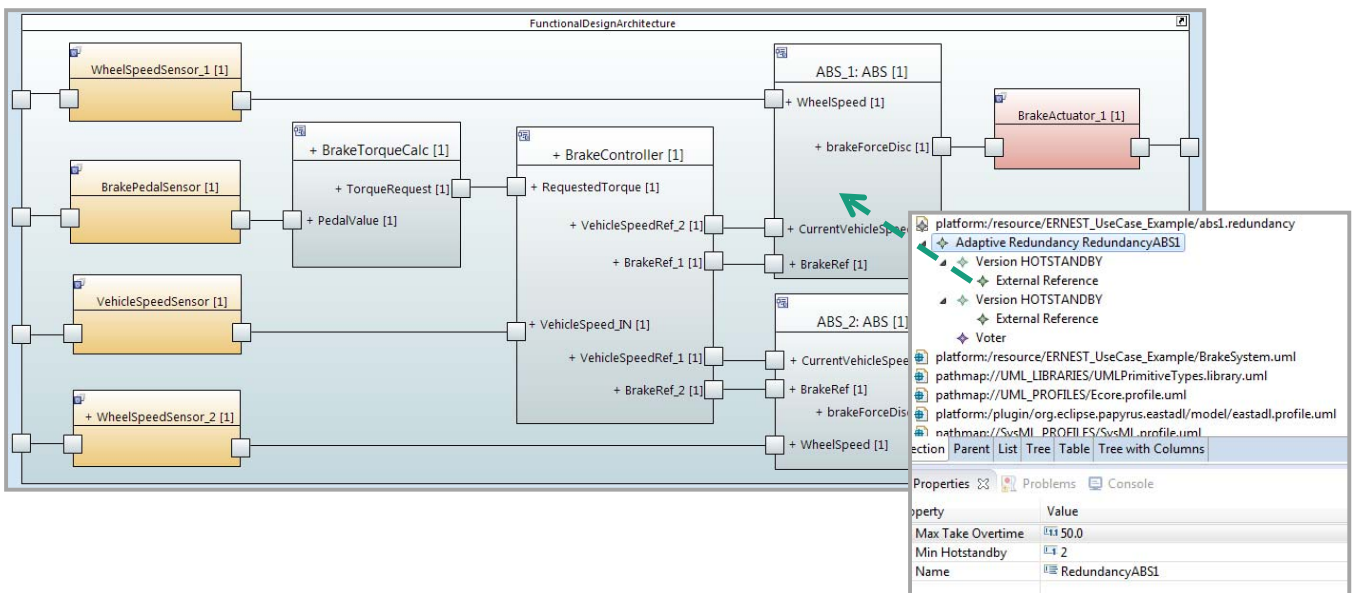 FunctionalDesignArchitecture
WheelSpeedSensor_1 [1]
BrakePedalSensor [1]
VehicleSpeedSensor [1]
+ WheelSpeedSensor_2 [1]
+ BrakeTorqueCalc [1]
+ TorqueRequest [1]
+ PedalValue [1]
+ BrakeController [1]
+ RequestedTorque [1]
+ VehicleSpeedRef_2 [1]
+ BrakeRef_1 [1]
+ VehicleSpeed_IN [1]
+ VehicleSpeedRef_1 [1]
+ BrakeRef_2 [1]
ABS_1: ABS [1]
+ WheelSpeed [1]
+ brakeForceDisc [1]
+ CurrentVehicleSpee
+ BrakeRef [1]
ABS_2: ABS [1]
+ CurrentVehicleSpee
+ BrakeRef [1]
+ brakeForceDis
+ WheelSpeed [1]
BrakeActuator_1 [1]
platform:/resource/ERNEST_UseCase_Example/abs1.redundancy
Adaptive Redundancy RedundancyABS1
Version HOTSTANDBY
External Reference
Version HOTSTANDBY
External Reference
Voter
platform:/resource/ERNEST_UseCase_Example/BrakeSystem.uml
pathmap://UML_LIBRARIES/UMLPrimitiveTypes.library.uml
pathmap://UML_PROFILES/Ecore.profile.uml
platform:/plugin/org.eclipse.papyrus.eastadl/model/eastadl.profile.uml
pathmap://SysML_PROFILES/SysML.profile.uml
ection Parent List Tree Table Tree with Columns
Properties Problems Console
operty Value
Max Take Overtime 50.0
Min Hotstandby 2
Name RedundancyABS1